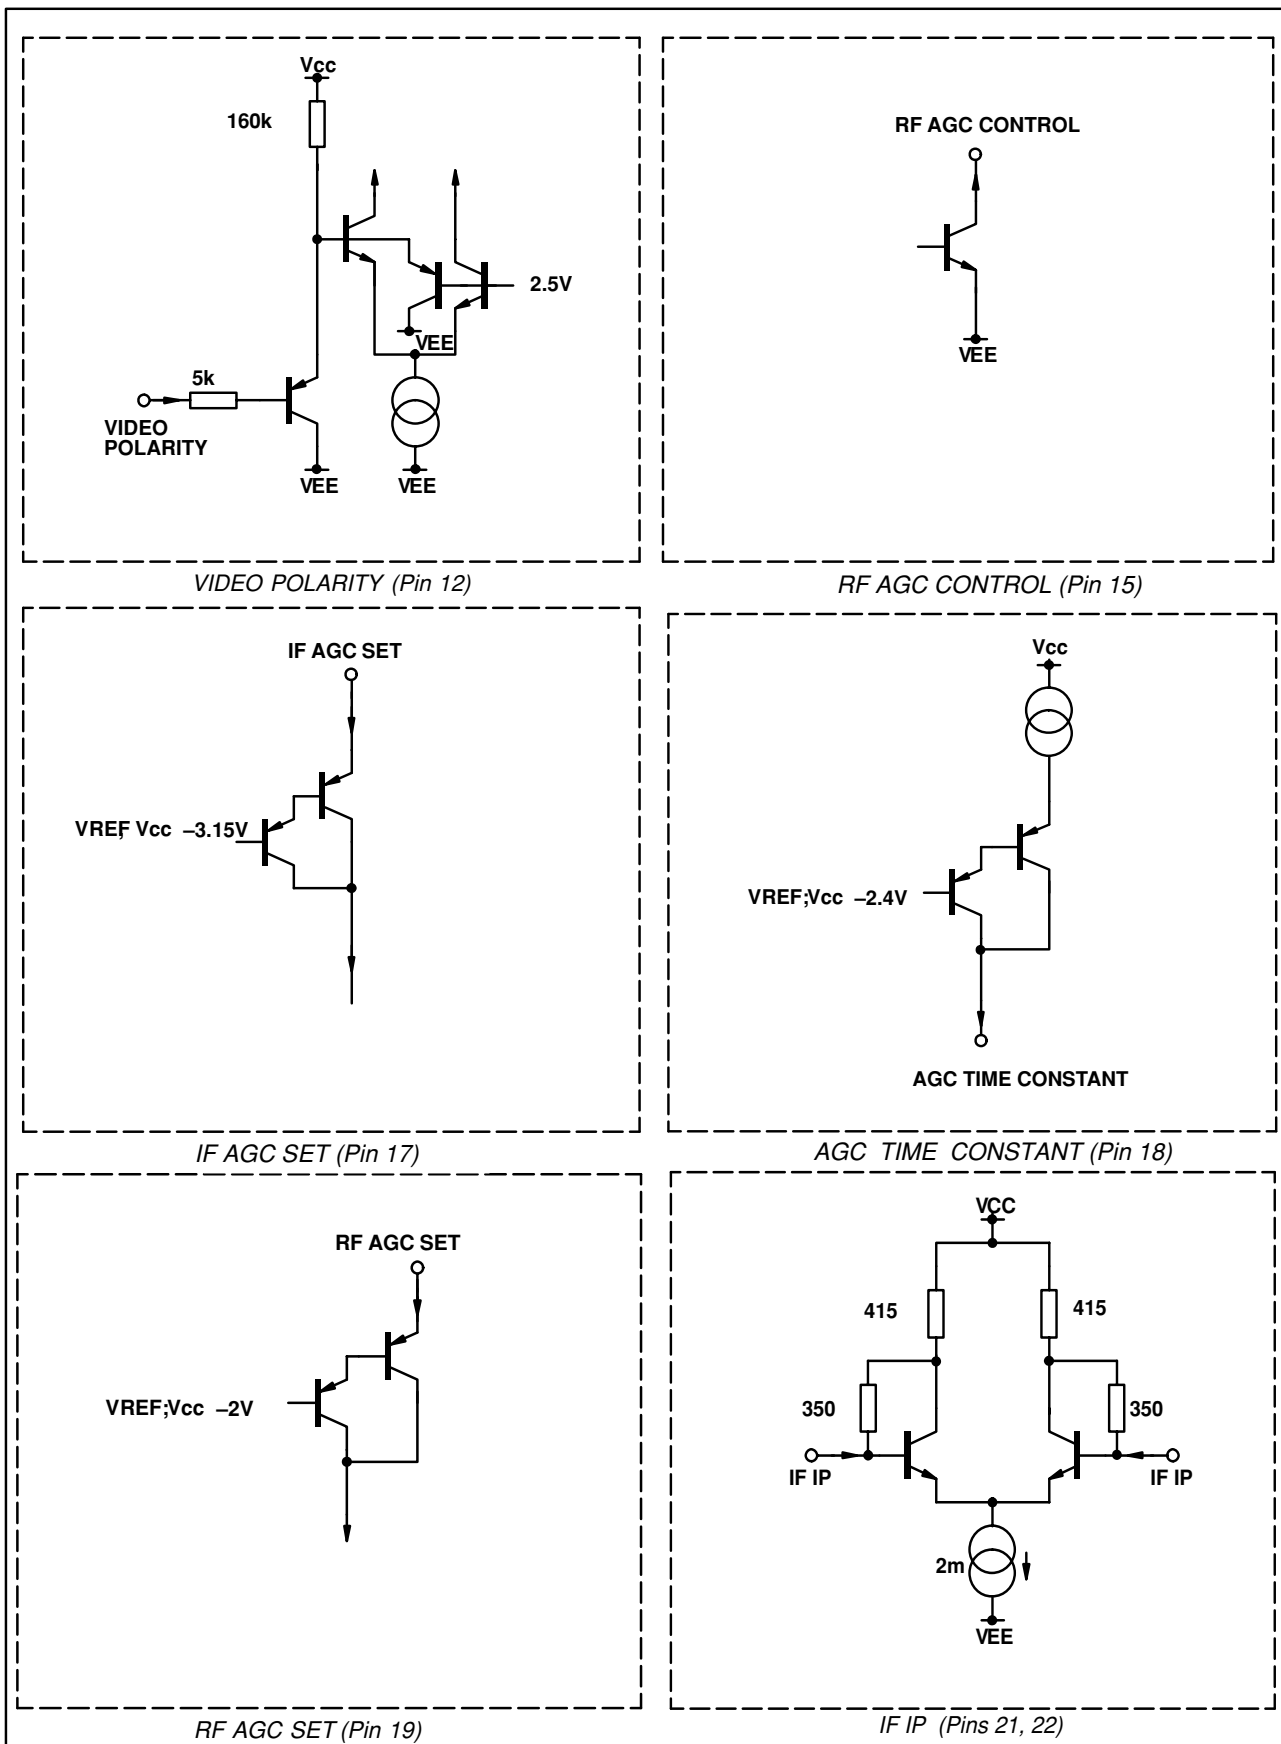 Vcc
160k
2.5V
VEE
5k
VIDEO
POLARITY
VEE
VEE
VIDEO POLARITY (Pin 12)
RF AGC CONTROL
VEE
RF AGC CONTROL (Pin 15)
IF AGC SET
VREF; Vcc –3.15V
IF AGC SET (Pin 17)
Vcc
VREF;Vcc –2.4V
AGC TIME CONSTANT
AGC TIME CONSTANT (Pin 18)
RF AGC SET
VREF;Vcc –2V
RF AGC SET (Pin 19)
VCC
415
415
350
350
IF IP
IF IP
2m
VEE
IF IP (Pins 21, 22)